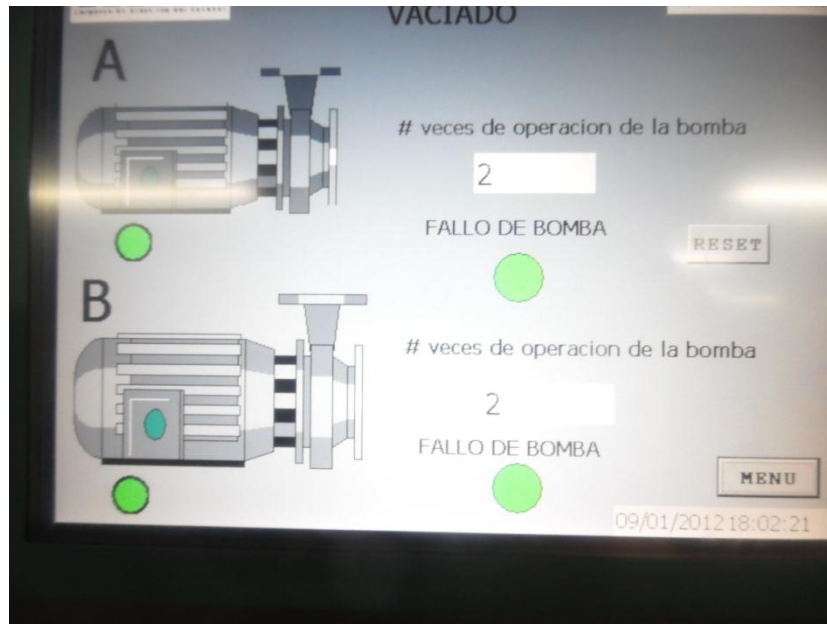 VACIADO
A
# veces de operacion de la bomba
2
FALLO DE BOMBA
RESET
B
# veces de operacion de la bomba
2
FALLO DE BOMBA
MENU
09/01/2012 18:02:21